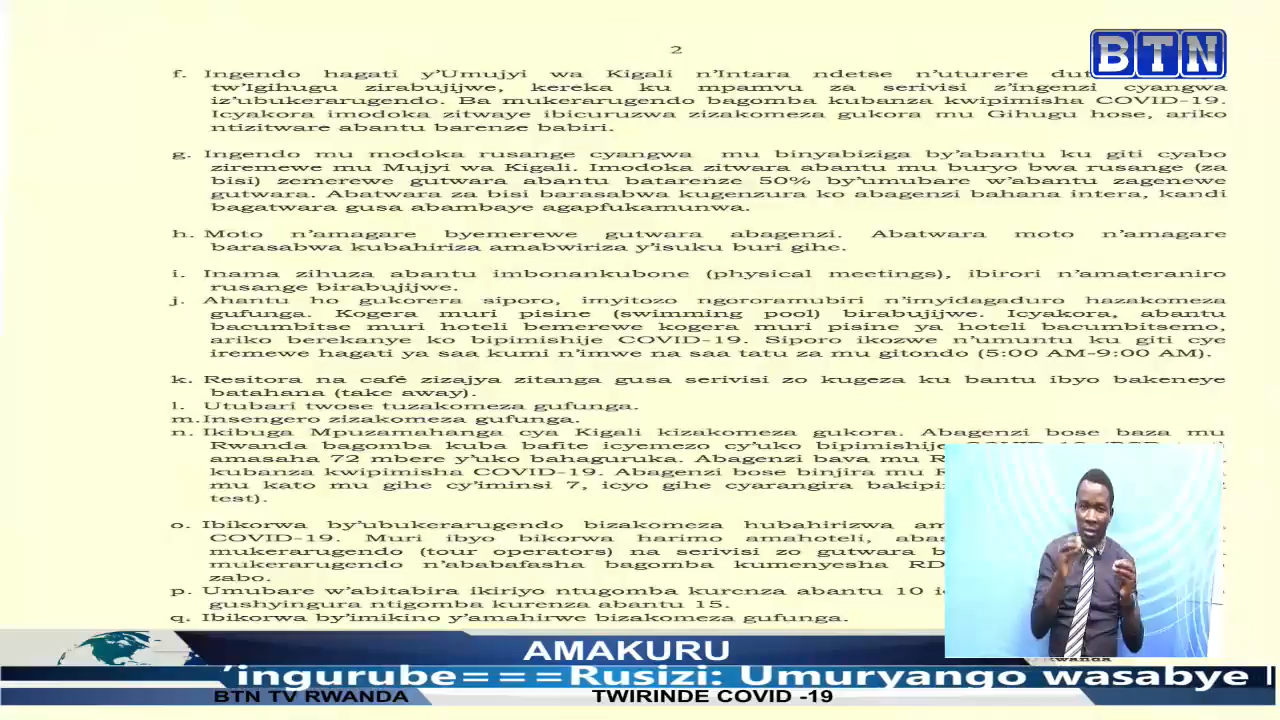 BTN
2
f. Ingendo hagati y'Umujyi wa Kigali n'Intara ndetse n'uturere
tw'Igihugu zirabujijwe, kereka ku mpamvu za serivisi z'ingenzi cyangwa
iz'ubukerarugendo. Ba mukerarugendo bagomba kubanza kwipimisha COVID-19.
Icyakora imodoka zitwaye ibicuruzwa zizakomeza gukora mu Gihugu hose, ariko
ntizitware abantu barenze babiri.
g. Ingendo mu modoka rusange cyangwa mu binyabiziga by'abantu ku giti cyabo
ziremewe mu Mujyi wa Kigali. Imodoka zitwara abantu mu buryo bwa rusange (za
bisi) zemerewe gutwara abantu batarenze 50% by'umubare w'abantu zagenewe
gutwara. Abatwara za bisi barasabwa kugenzura ko abagenzi bahana intera, kandi
bagatwara gusa abambaye agapfukamunwa.
h. Moto n'amagare byemerewe gutwara abagenzi. Abatwara moto n'amagare
barasabwa kubahiriza amabwiriza y'isuku buri gihe.
i. Inama zihuza abantu imbonankubone (physical meetings), ibirori n'amateraniro
rusange birabujijwe.
j. Ahantu ho gukorera siporo, imyitozo ngororamubiri n'imyidagaduro hazakomeza
gufunga. Kogera muri pisine (swimming pool) birabujijwe. Icyakora, abantu
bacumbitse muri hoteli bemerewe kogera muri pisine ya hoteli bacumbitsemo,
ariko berekanye ko bipimishije COVID-19. Siporo ikozwe n'umuntu ku giti cye
iremewe hagati ya saa kumi n'imwe na saa tatu za mu gitondo (5:00 AM-9:00 AM).
k. Resitora na café zizajya zitanga gusa serivisi zo kugeza ku bantu ibyo bakeneye
batahana (take away).
l. Utubari twose tuzakomeza gufunga.
m. Insengero zizakomeza gufunga.
n. Ikibuga Mpuzamahanga cya Kigali kizakomeza gukora. Abagenzi bose baza mu
Rwanda bagomba kuba bafite icyemezo cy'uko bipimishije
amasaha 72 mbere y'uko bahaguruka. Abagenzi bava mu
kubanza kwipimisha COVID-19. Abagenzi bose binjira mu
mu kato mu gihe cy'iminsi 7, icyo gihe cyarangira
test).
o. Ibikorwa by'ubukerarugendo bizakomeza hubahirizwa
COVID-19. Muri ibyo bikorwa harimo amahoteli,
mukerarugendo (tour operators) na serivisi zo gutwara
mukerarugendo n'ababafasha bagomba kumenyesha
zabo.
p. Umubare w'abitabira ikiriyo ntugomba kurenza abantu 10
gushyingura ntigomba kurenza abantu 15.
q. Ibikorwa by'imikino y'amahirwe bizakomeza gufunga.
AMAKURU
'ingurube===Rusizi: Umuryango wasabye
BTN TV RWANDA TWIRINDE COVID -19